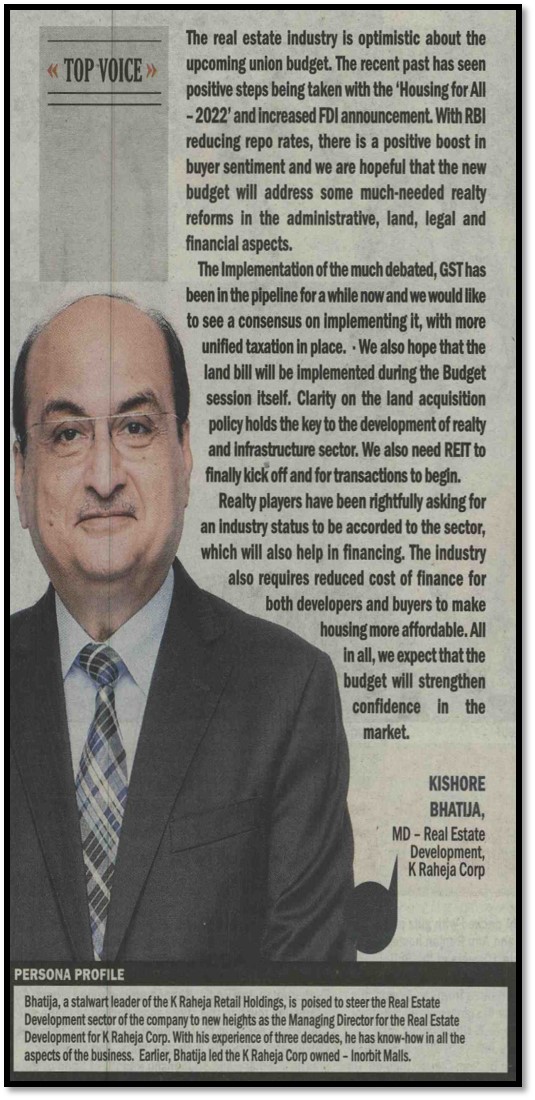 « TOP VOICE »
The real estate industry is optimistic about the
upcoming union budget. The recent past has seen
positive steps being taken with the ‘Housing for All
– 2022’ and increased FDI announcement. With RBI
reducing repo rates, there is a positive boost in
buyer sentiment and we are hopeful that the new
budget will address some much-needed realty
reforms in the administrative, land, legal and
financial aspects.
The Implementation of the much debated, GST has
been in the pipeline for a while now and we would like
to see a consensus on implementing it, with more
unified taxation in place. · We also hope that the
land bill will be implemented during the Budget
session itself. Clarity on the land acquisition
policy holds the key to the development of realty
and infrastructure sector. We also need REIT to
finally kick off and for transactions to begin.
Realty players have been rightfully asking for
an industry status to be accorded to the sector,
which will also help in financing. The industry
also requires reduced cost of finance for
both developers and buyers to make
housing more affordable. All
in all, we expect that the
budget will strengthen
confidence in the
market.
KISHORE
BHATIJA,
MD – Real Estate
Development,
K Raheja Corp
PERSONA PROFILE
Bhatija, a stalwart leader of the K Raheja Retail Holdings, is poised to steer the Real Estate
Development sector of the company to new heights as the Managing Director for the Real Estate
Development for K Raheja Corp. With his experience of three decades, he has know-how in all the
aspects of the business. Earlier, Bhatija led the K Raheja Corp owned – Inorbit Malls.